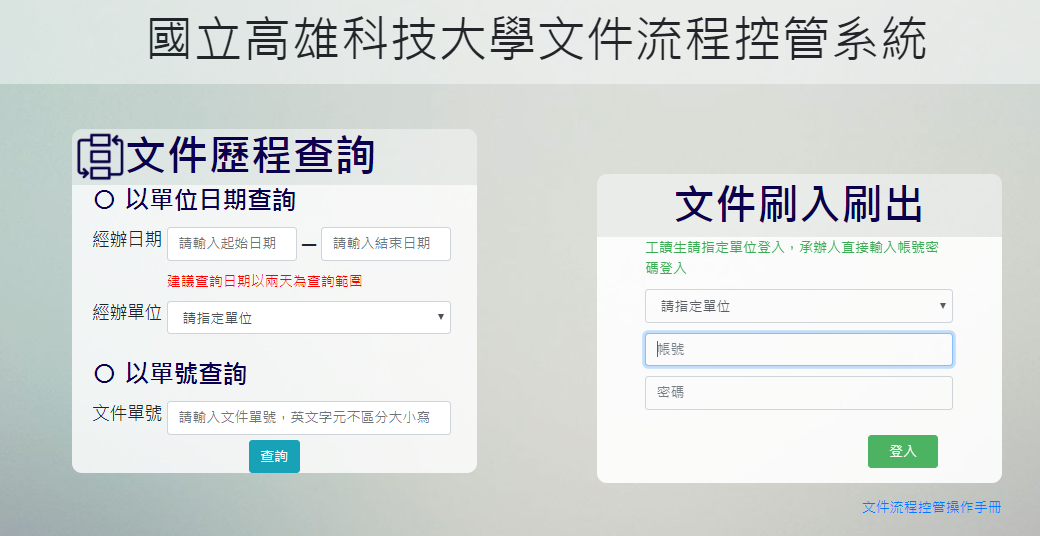 國立高雄科技大學文件流程控管系統
文件歷程查詢
以單位日期查詢
經辦日期 請輸入起始日期 — 請輸入結束日期
建議查詢日期以兩天為查詢範圍
經辦單位 請指定單位
以單號查詢
文件單號 請輸入文件單號，英文字元不區分大小寫
查詢
文件刷入刷出
工讀生請指定單位登入，承辦人直接輸入帳號密
碼登入
請指定單位
帳號
密碼
登入
文件流程控管操作手冊